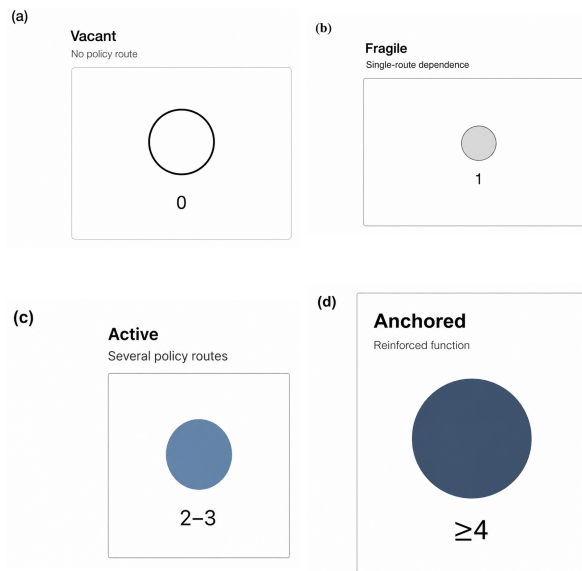 (a)
Vacant
No policy route
0
(b)
Fragile
Single-route dependence
1
(c)
Active
Several policy routes
2–3
(d)
Anchored
Reinforced function
≥4